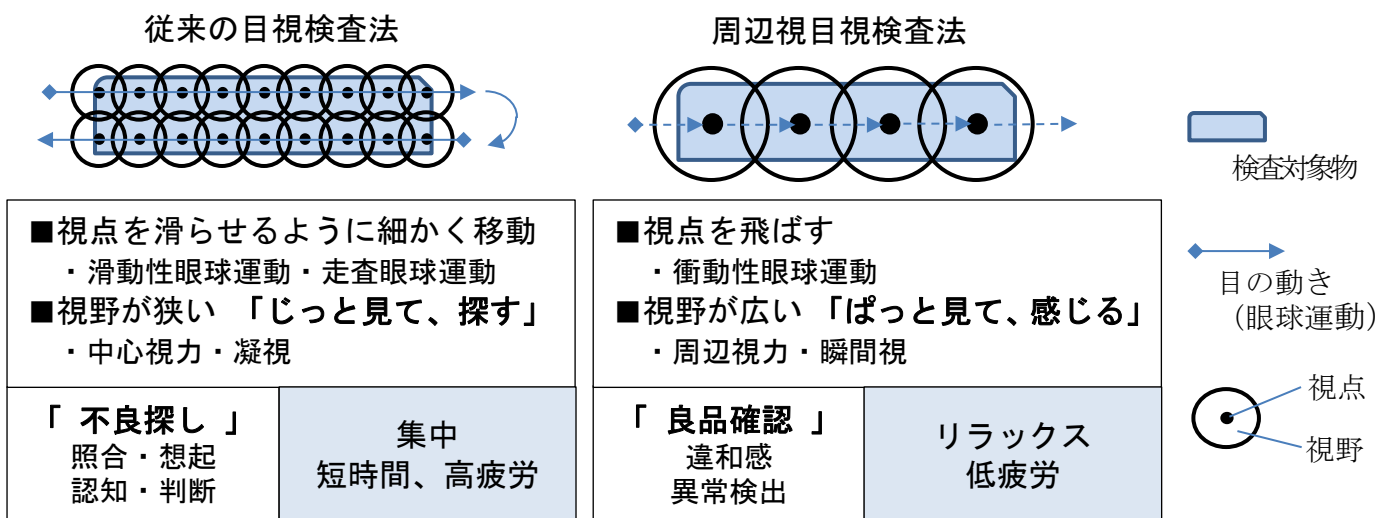 従来の目視検査法
■視点を滑らせるように細かく移動
・滑動性眼球運動・走査眼球運動
■視野が狭い 「じっと見て、探す」
・中心視力・凝視
「 不良探し 」
照合・想起
認知・判断
集中
短時間、高疲労
周辺視目視検査法
■視点を飛ばす
・衝動性眼球運動
■視野が広い 「ぱっと見て、感じる」
・周辺視力・瞬間視
「 良品確認 」
違和感
異常検出
リラックス
低疲労
検査対象物
目の動き
（眼球運動）
視点
視野